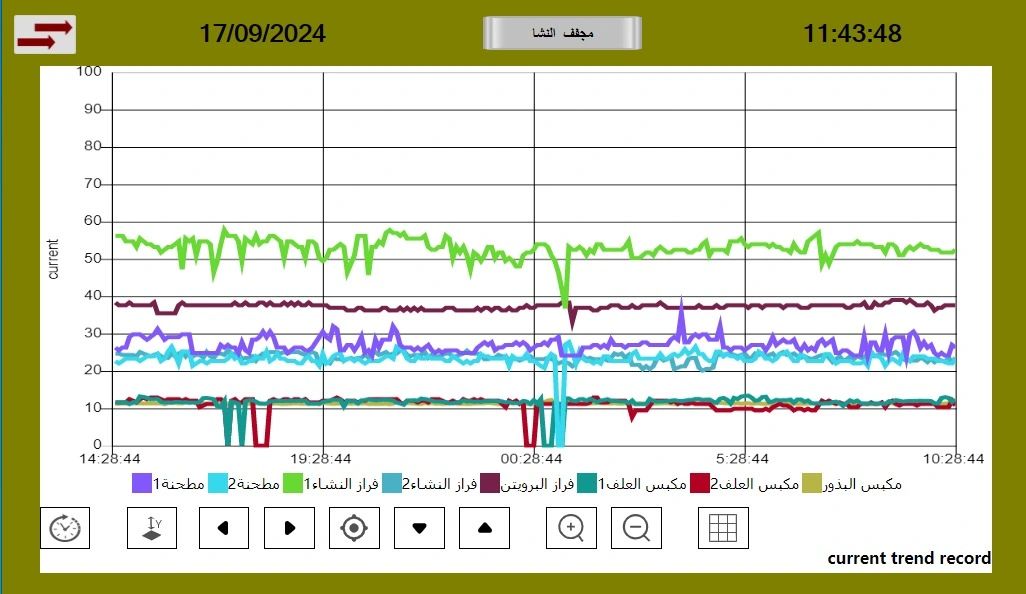 17/09/2024 مجفف النشا 11:43:48
100
90
80
70
60
50
40
30
20
10
0
current
14:28:44 19:28:44 00:28:44 5:28:44 10:28:44
مطحنة1 مطحنة2 فراز النشاء1 فراز النشاء2 فراز البرويتن مكبس العلف1 مكبس العلف2 مكبس البذور
Y
current trend record